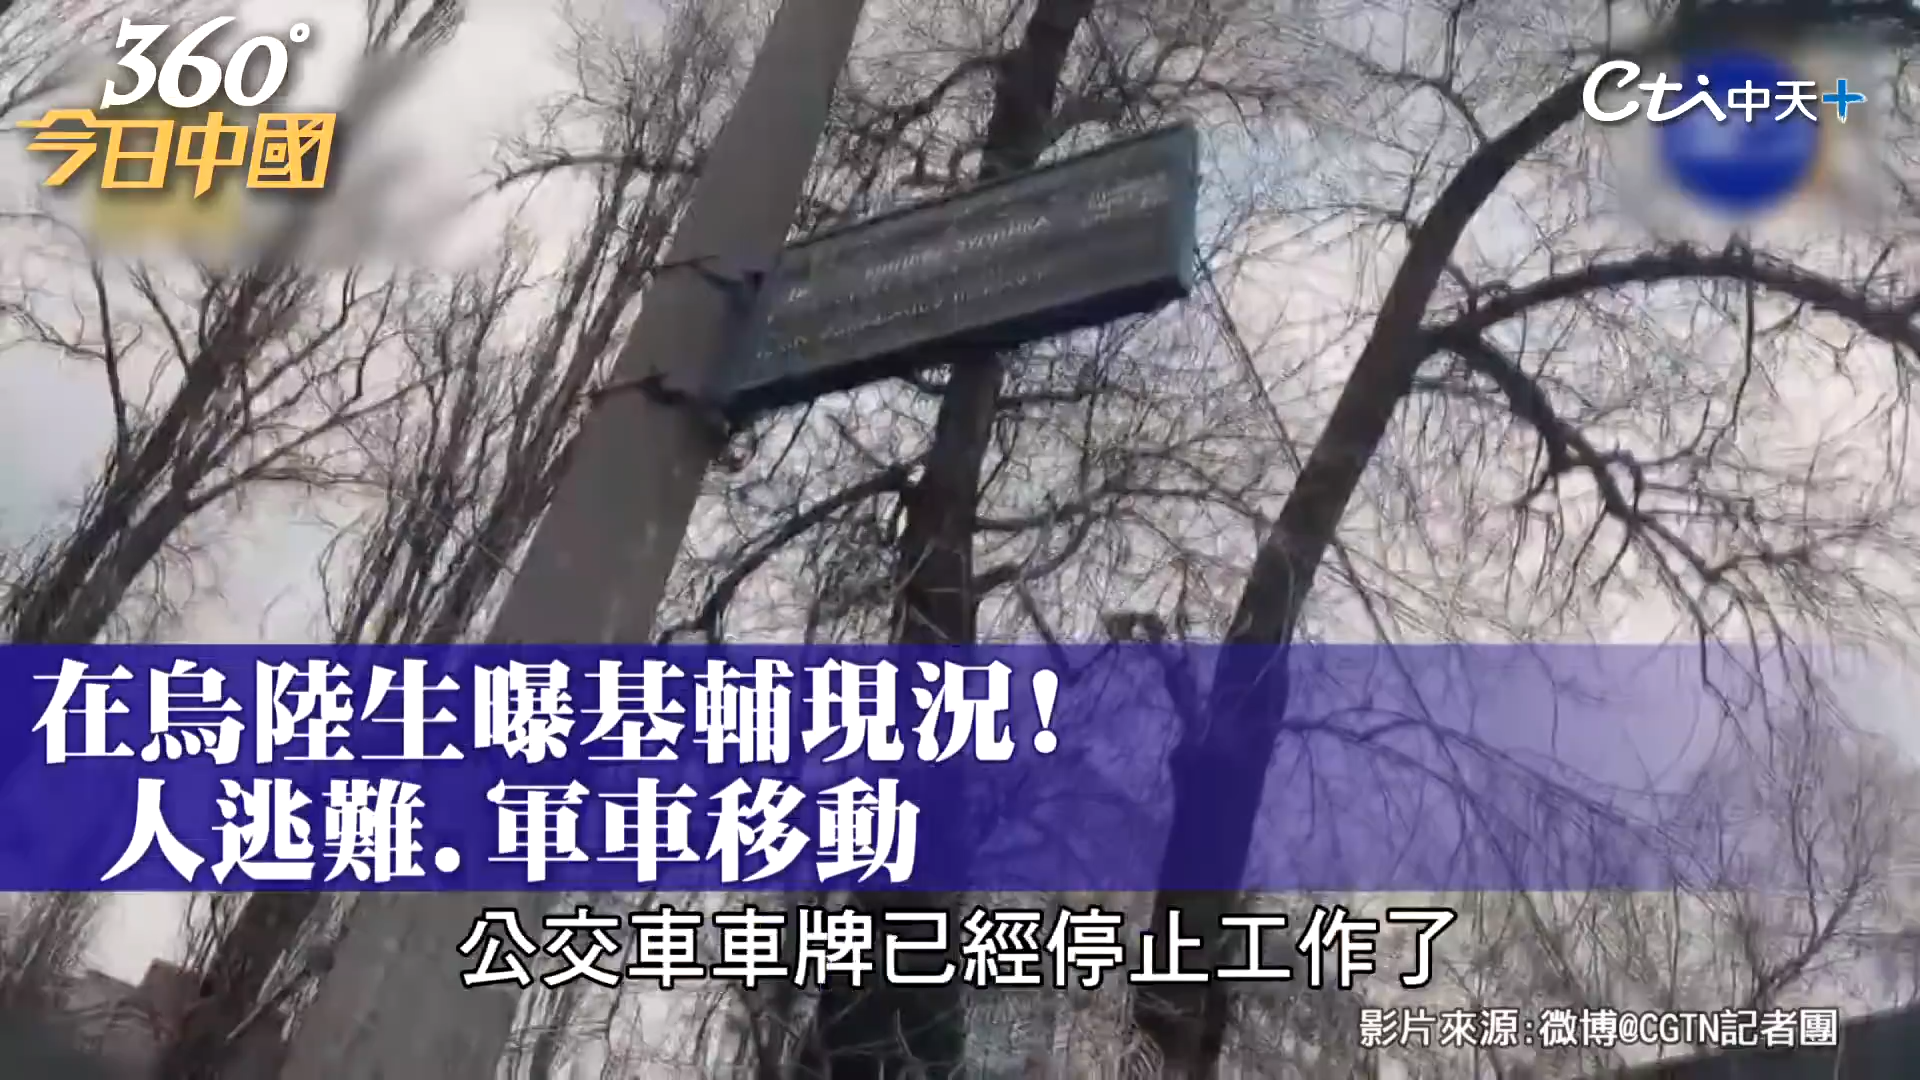 360°
今日中國
cti中天+
在烏陸生曝基輔現況!
人逃難.軍車移動
公交車車牌已經停止工作了
影片來源:微博@CGTN記者團